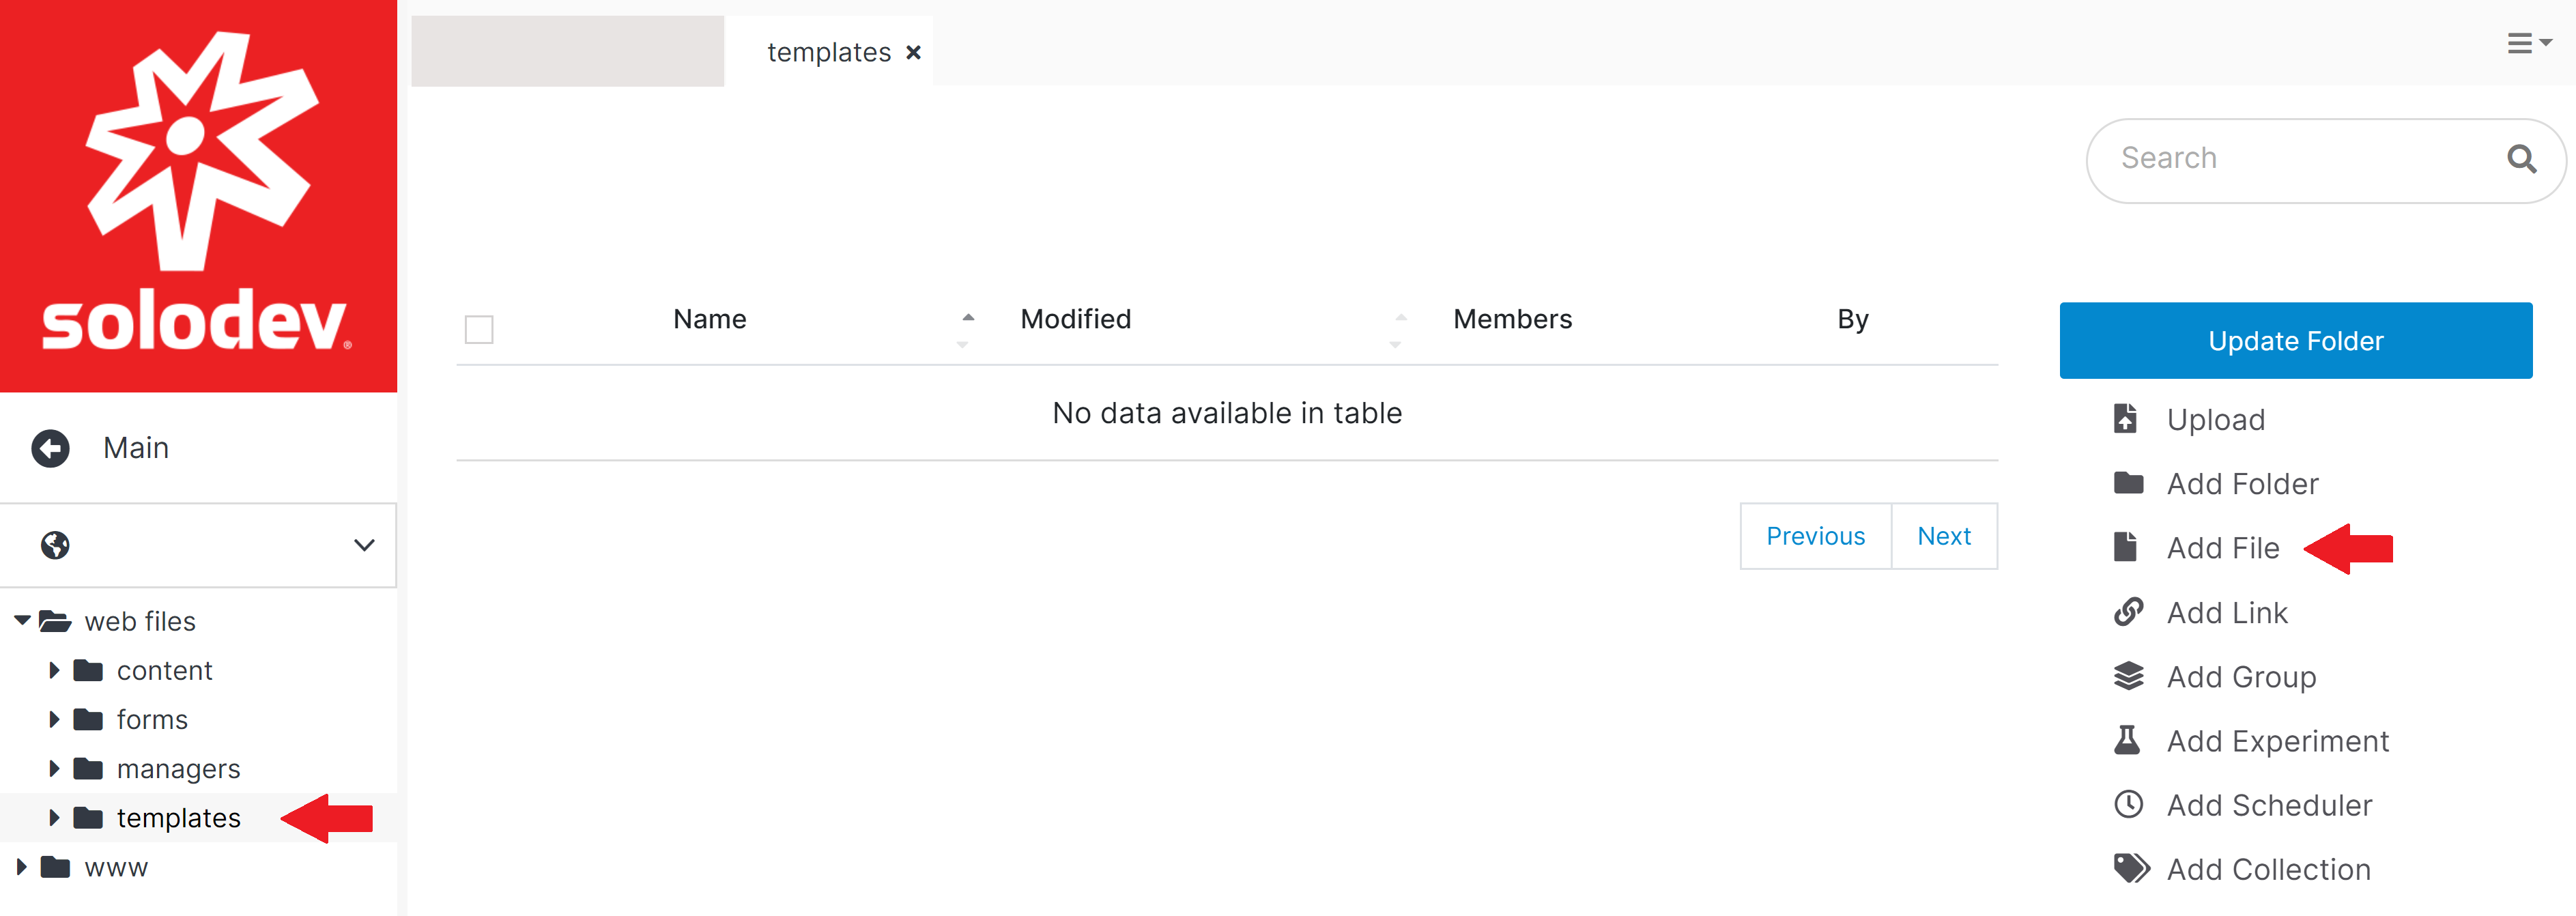 solodev®
Main
web files
content
forms
managers
templates
www
templates
Search
Name Modified Members By
No data available in table
Previous Next
Update Folder
Upload
Add Folder
Add File
Add Link
Add Group
Add Experiment
Add Scheduler
Add Collection